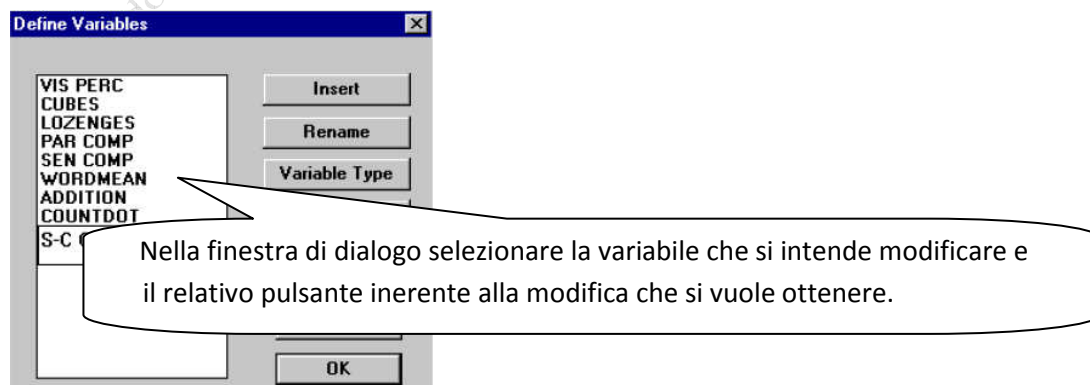 Define Variables
VIS PERC
CUBES
LOZENGES
PAR COMP
SEN COMP
WORDMEAN
ADDITION
COUNTDOT
S-C
Insert
Rename
Variable Type
Nella finestra di dialogo selezionare la variabile che si intende modificare e
il relativo pulsante inerente alla modifica che si vuole ottenere.
OK